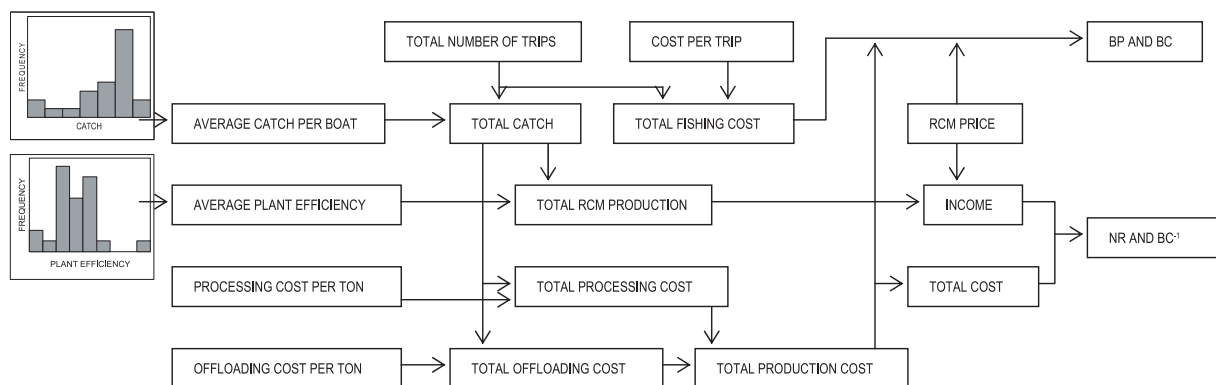 TOTAL NUMBER OF TRIPS
COST PER TRIP
BP AND BC
FREQUENCY
CATCH
AVERAGE CATCH PER BOAT
TOTAL CATCH
TOTAL FISHING COST
RCM PRICE
FREQUENCY
PLANT EFFICIENCY
AVERAGE PLANT EFFICIENCY
TOTAL RCM PRODUCTION
INCOME
NR AND BC⁻¹
PROCESSING COST PER TON
TOTAL PROCESSING COST
TOTAL COST
OFFLOADING COST PER TON
TOTAL OFFLOADING COST
TOTAL PRODUCTION COST